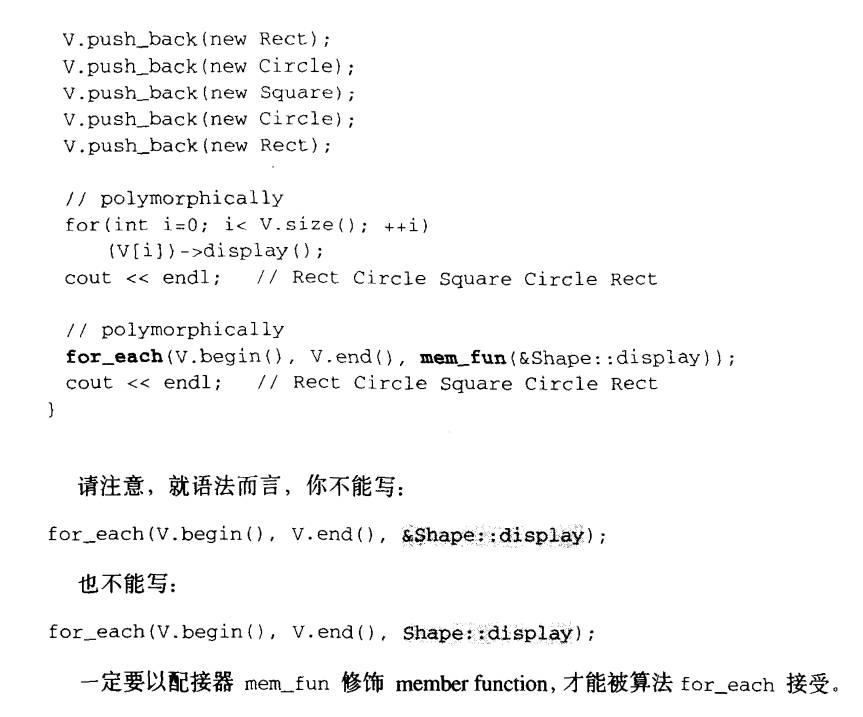 V.push_back(new Rect);
V.push_back(new Circle);
V.push_back(new Square);
V.push_back(new Circle);
V.push_back(new Rect);
// polymorphically
for(int i=0; i< V.size(); ++i)
(V[i])->display();
cout << endl; // Rect Circle Square Circle Rect
// polymorphically
for_each(V.begin(), V.end(), mem_fun(&Shape::display));
cout << endl; // Rect Circle Square Circle Rect
}
请注意，就语法而言，你不能写：
for_each(V.begin(), V.end(), &Shape::display);
也不能写：
for_each(V.begin(), V.end(), Shape::display);
一定要以配接器 mem_fun 修饰 member function，才能被算法 for_each 接受。